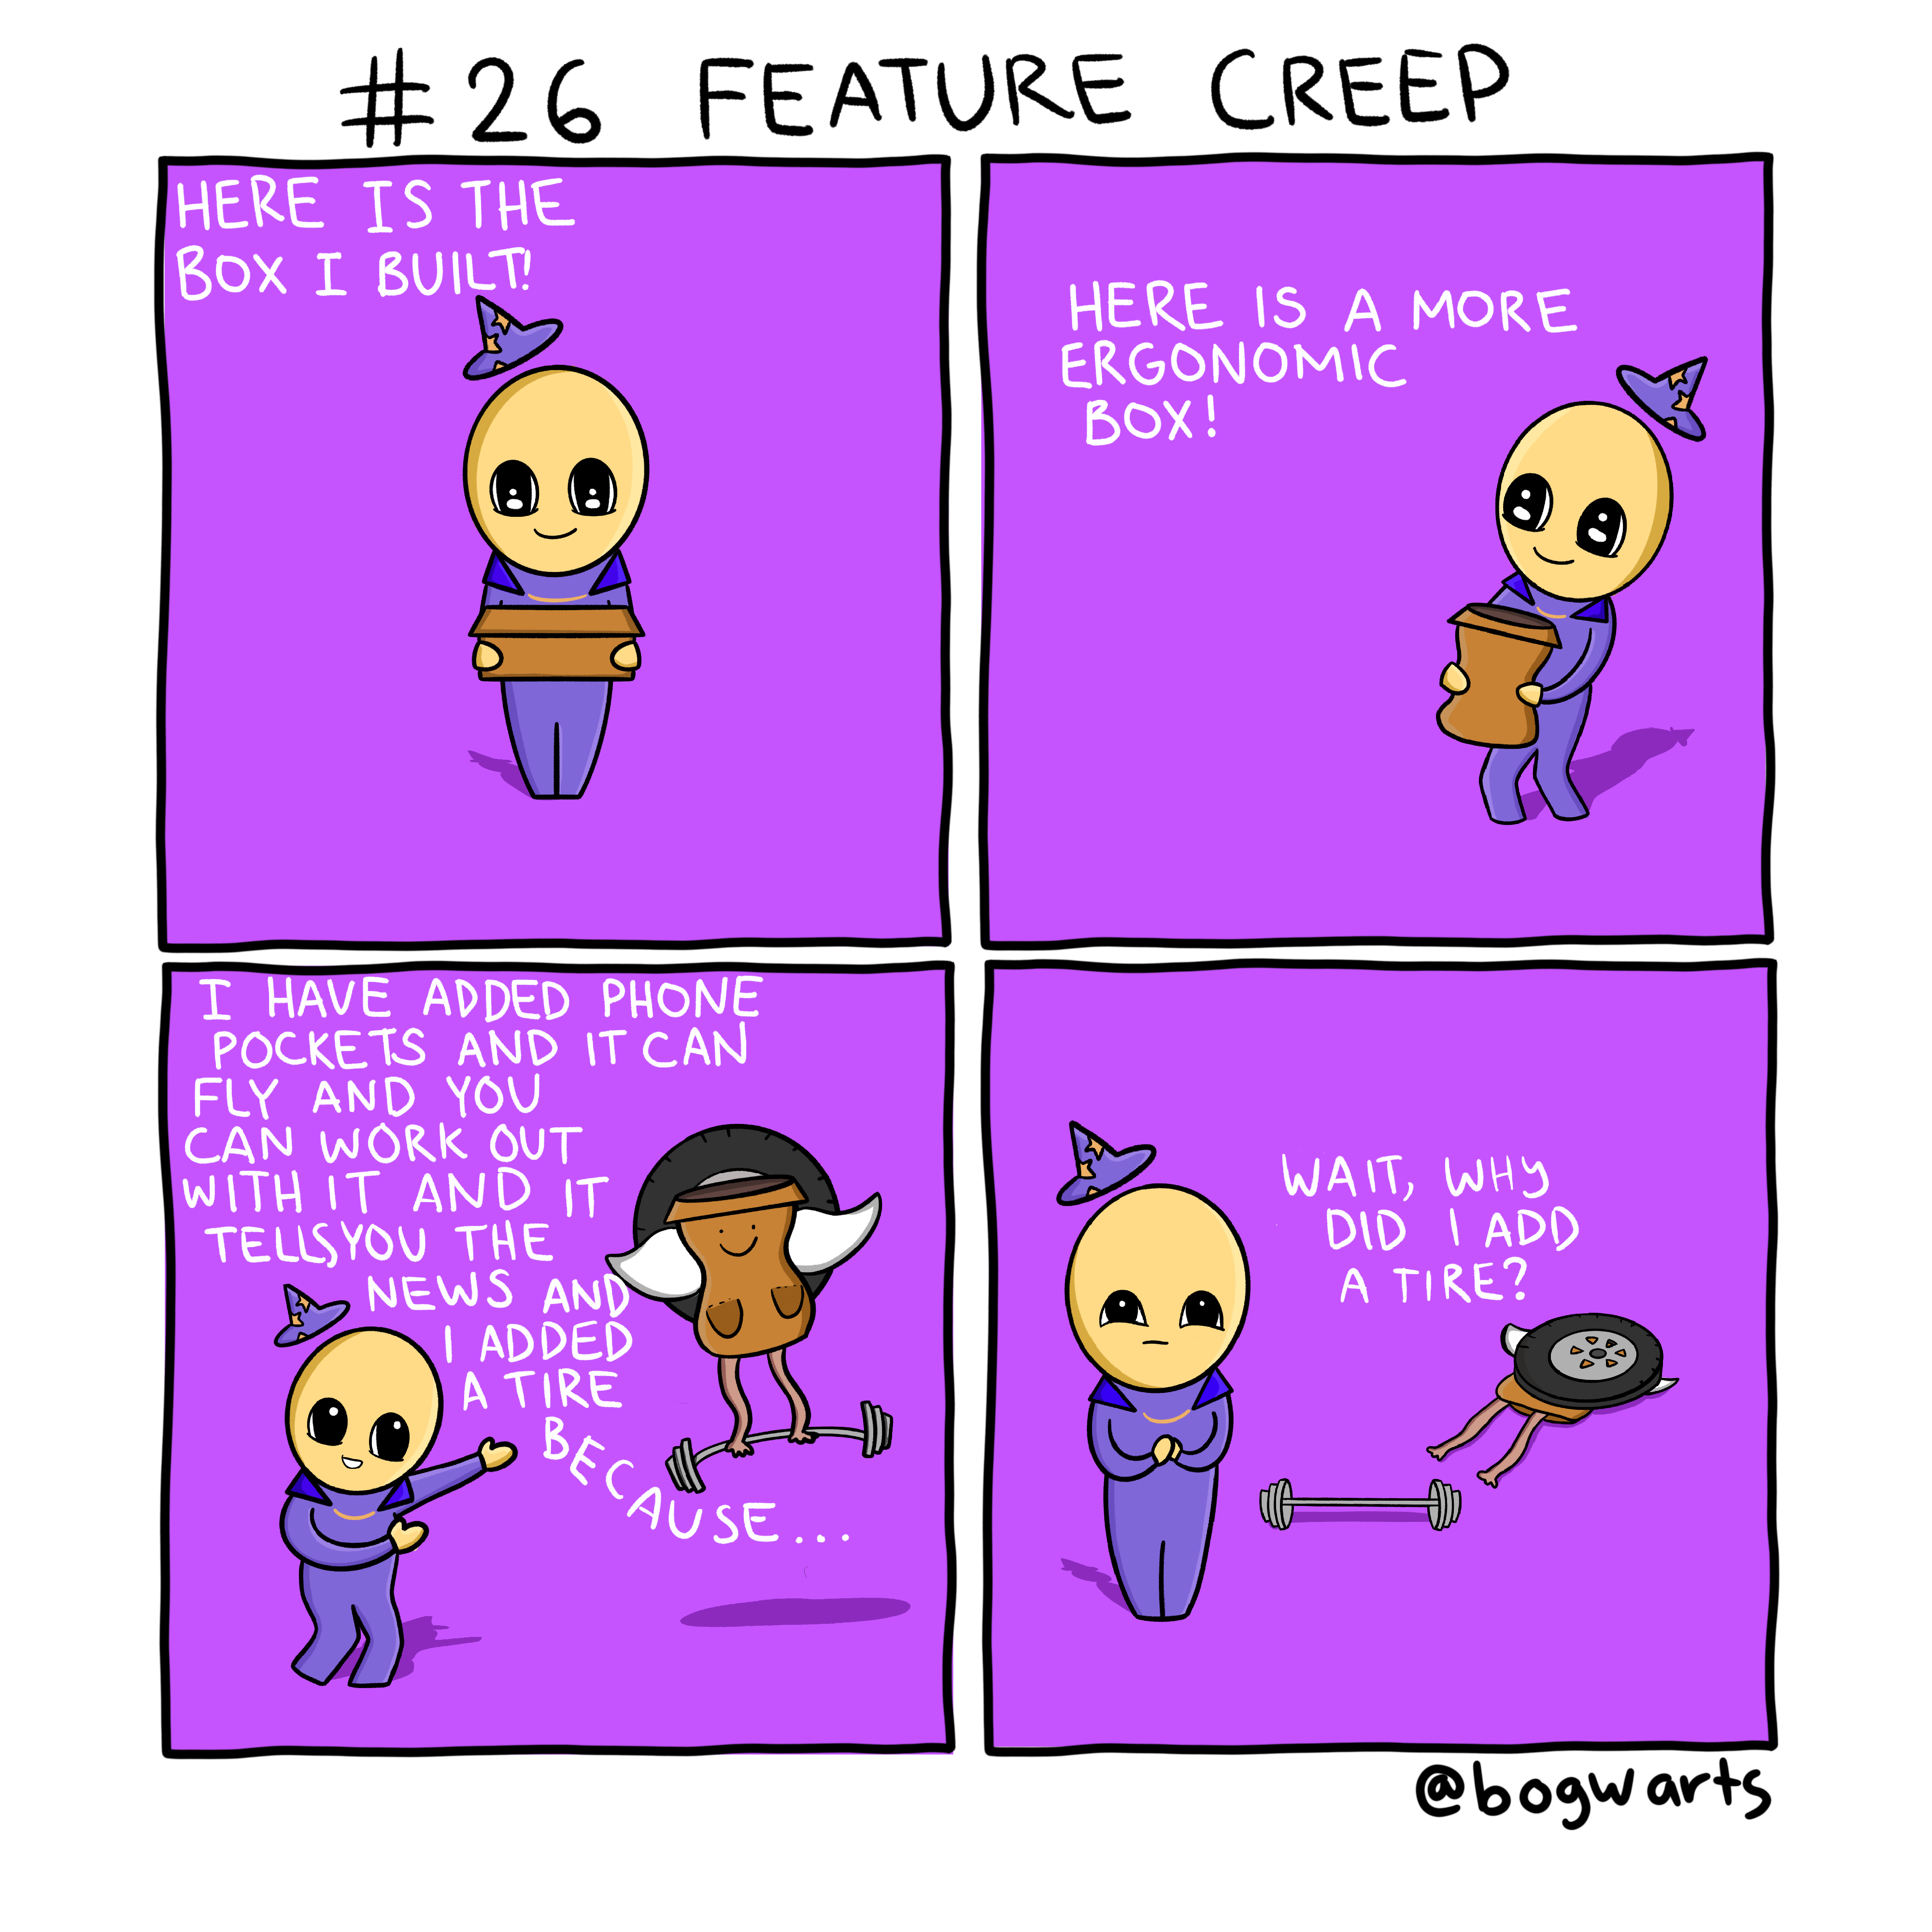 #26 FEATURE CREEP
HERE IS THE
BOX I BUILT!
HERE IS A MORE
ERGONOMIC
BOX!
I HAVE ADDED PHONE
POCKETS AND IT CAN
FLY AND YOU
CAN WORK OUT
WITH IT AND IT
TELLS YOU THE
NEWS AND
I ADDED
A TIRE
BECAUSE...
WAIT, WHY
DID I ADD
A TIRE?
@bogwarts